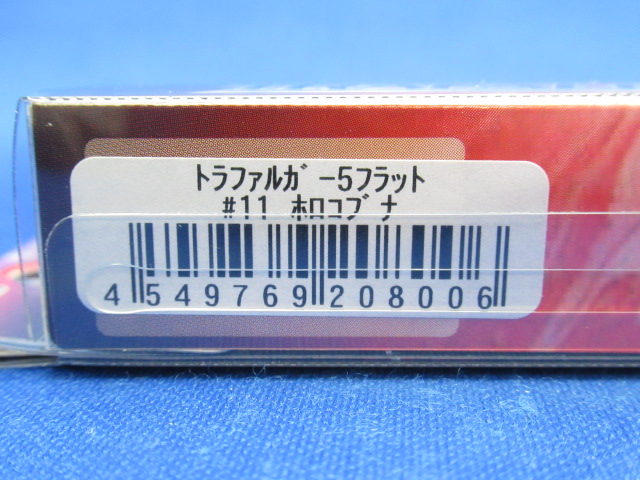 ﾄﾗﾌｧﾙｶﾞｰ5ﾌﾗｯﾄ
#11 ﾎﾛｺﾌﾞﾅ
4 549769 208006